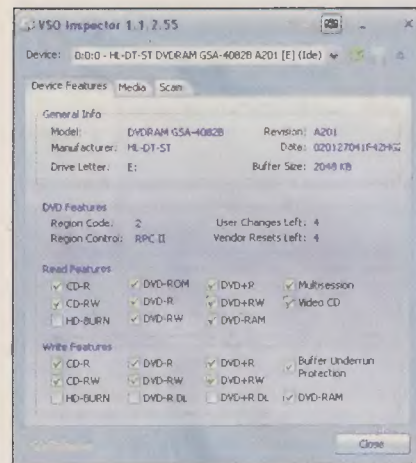 VSO Inspector 1.1.2.55
Device: 0:0:0 - HL-DT-ST DVDRAM GSA-4082B A201 [E] (Ide)
Device Features Media Scan
General Info
Model: DVDRAM GSA-4082B Revision: A201
Manufacturer: HL-DT-ST Date:
Drive Letter: E: Buffer Size: 2048 KB
DVD Features
Region Code: 2 User Changes Left: 4
Region Control: RPC II Vendor Resets Left: 4
Read Features
CD-R DVD-ROM DVD+R Multisession
CD-RW DVD-R DVD+RW Video CD
HD-BURN DVD-RW DVD-RAM
Write Features
CD-R DVD-R DVD+R Buffer Underrun Protection
CD-RW DVD-RW DVD+RW
HD-BURN DVD-R DL DVD+R DL DVD-RAM
Close